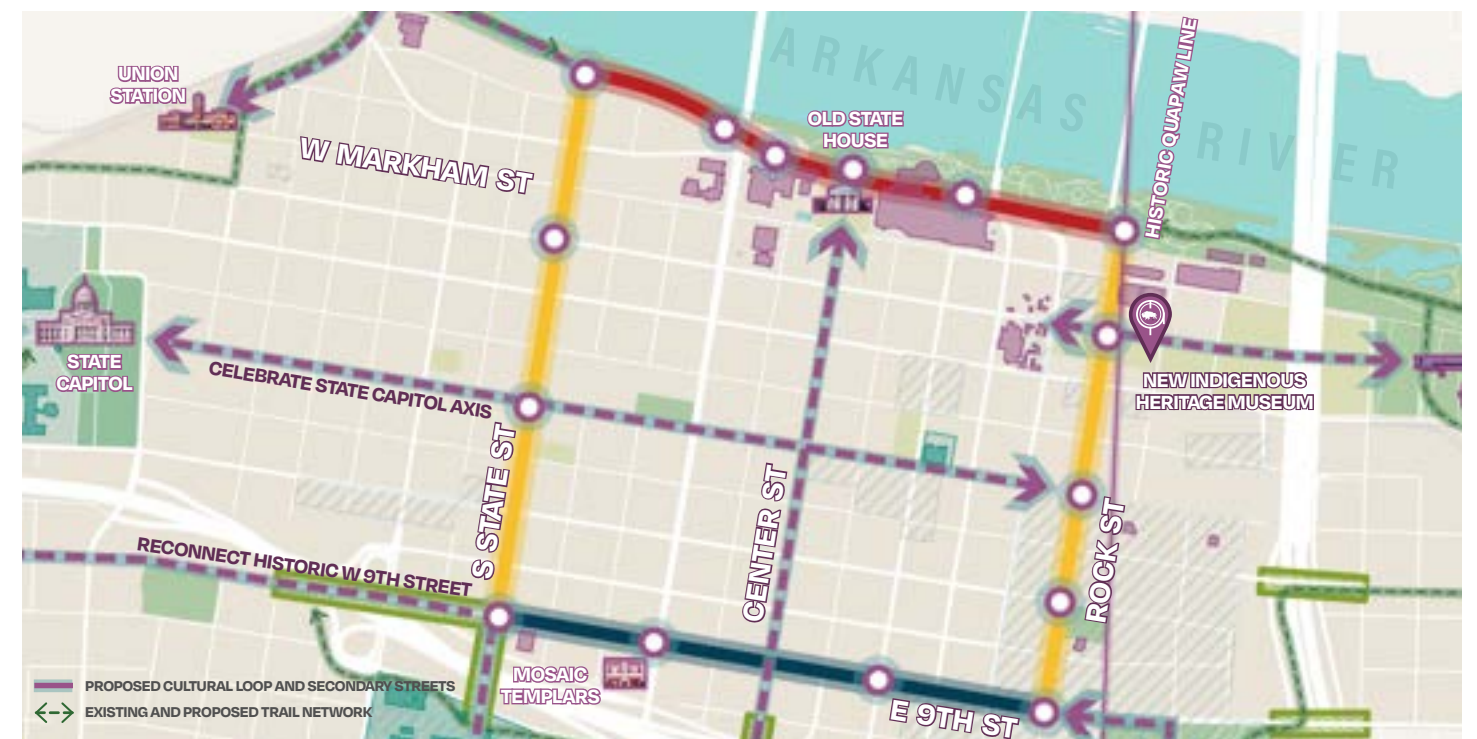 ARKANSAS RIVER
HISTORIC QUAPAW LINE
UNION
STATION
OLD STATE
HOUSE
W MARKHAM ST
STATE
CAPITOL
CELEBRATE STATE CAPITOL AXIS
NEW INDIGENOUS
HERITAGE MUSEUM
S STATE ST
CENTER ST
ROCK ST
RECONNECT HISTORIC W 9TH STREET
MOSAIC
TEMPLARS
E 9TH ST
PROPOSED CULTURAL LOOP AND SECONDARY STREETS
EXISTING AND PROPOSED TRAIL NETWORK